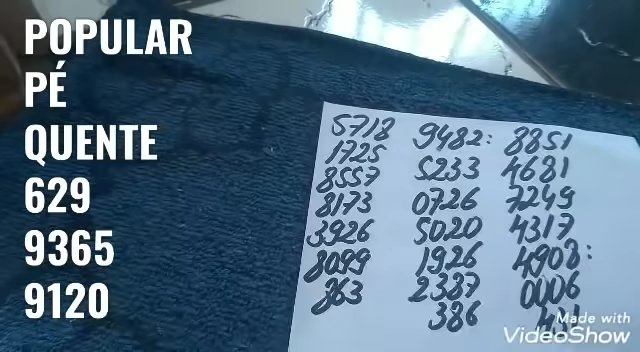 POPULAR
PÉ
QUENTE
629
9365
9120
5718 9482: 8851
1725 5233 4681
8557 0726 7249
8173 5020 4317
3926 1926 4908:
8099 2387 0006
363 386
Made with
VideoShow